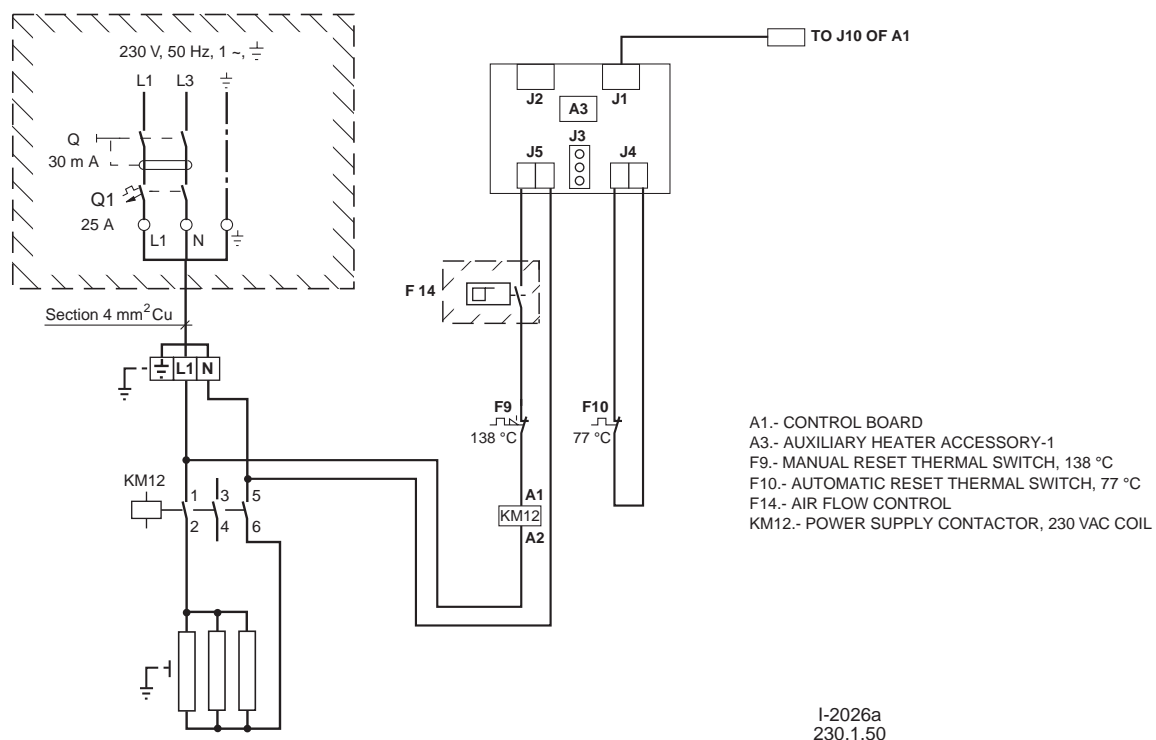 230 V, 50 Hz, 1 ~,
L1 L3
Q
30 m A
Q1
25 A
L1 N
Section 4 mm² Cu
L1 N
KM12
1 3 5
2 4 6
TO J10 OF A1
J2 J1
A3
J3
J5 J4
F 14
F9
138 °C
F10
77 °C
A1
KM12
A2
A1.- CONTROL BOARD
A3.- AUXILIARY HEATER ACCESSORY-1
F9.- MANUAL RESET THERMAL SWITCH, 138 °C
F10.- AUTOMATIC RESET THERMAL SWITCH, 77 °C
F14.- AIR FLOW CONTROL
KM12.- POWER SUPPLY CONTACTOR, 230 VAC COIL
I-2026a
230.1.50